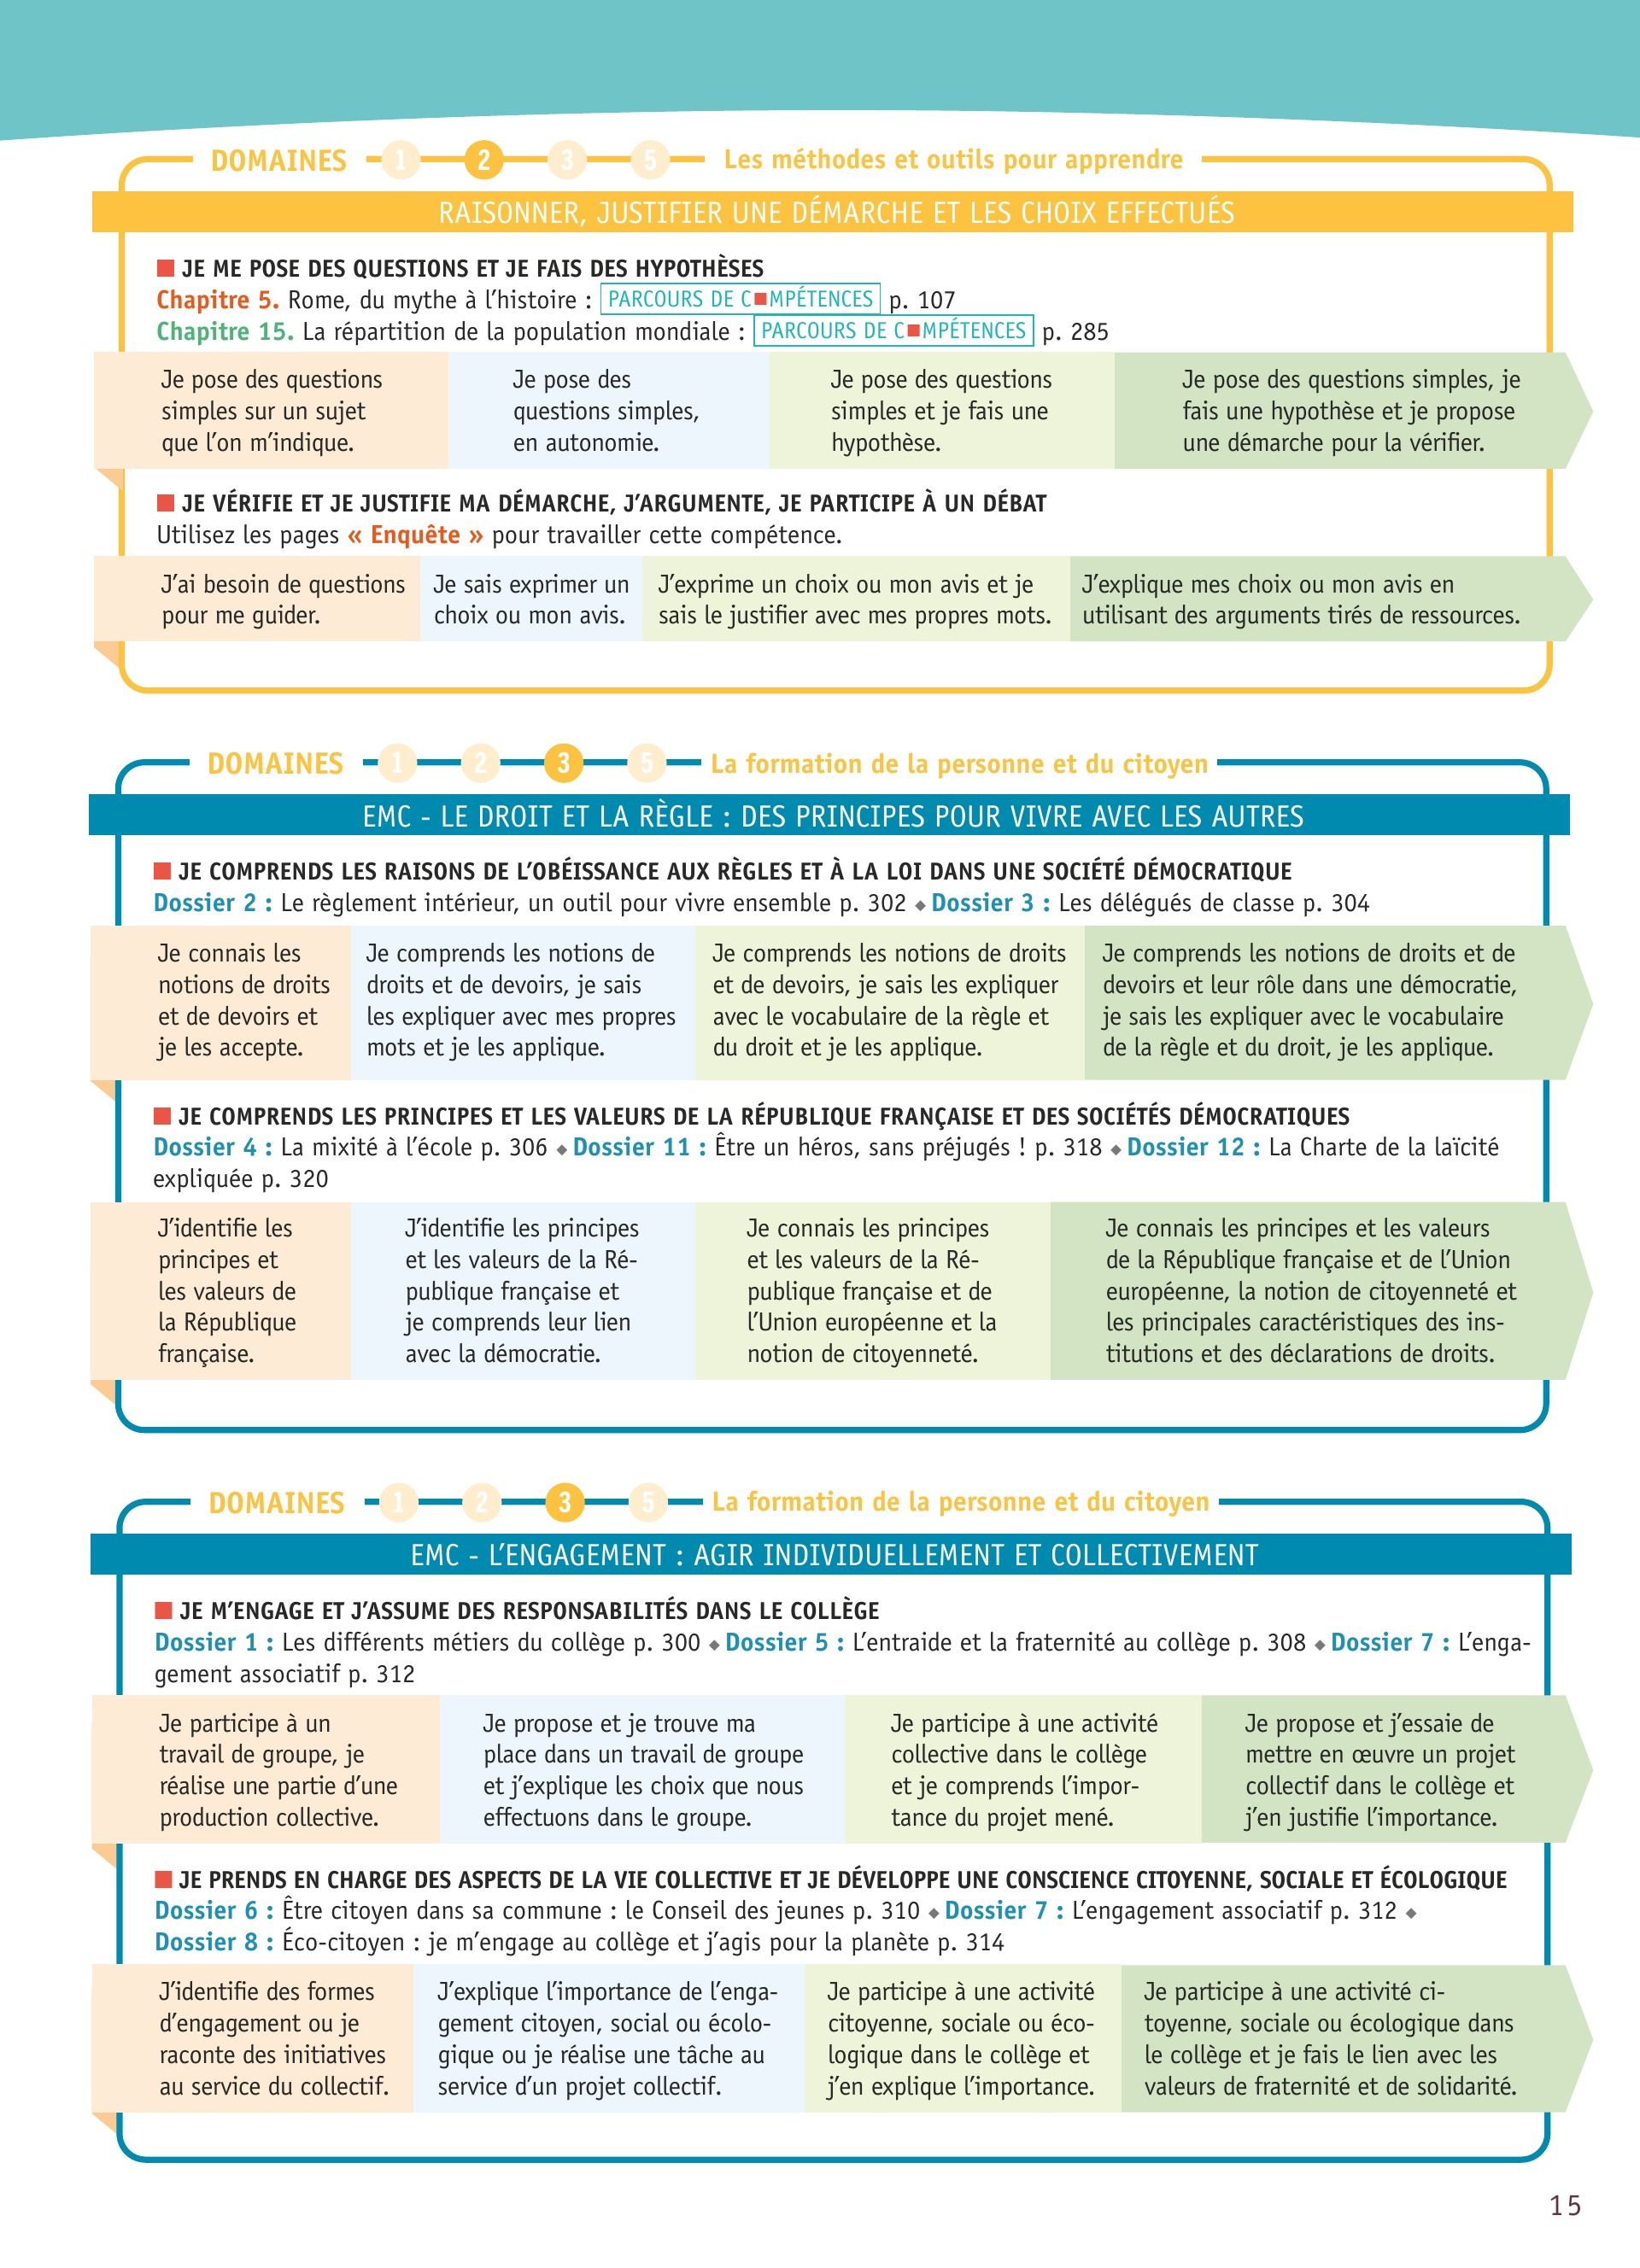 DOMAINES 1 2 3 5 Les méthodes et outils pour apprendre
RAISONNER, JUSTIFIER UNE DÉMARCHE ET LES CHOIX EFFECTUÉS
■ JE ME POSE DES QUESTIONS ET JE FAIS DES HYPOTHÈSES
Chapitre 5. Rome, du mythe à l’histoire : PARCOURS DE C■MPÉTENCES p. 107
Chapitre 15. La répartition de la population mondiale : PARCOURS DE C■MPÉTENCES p. 285
Je pose des questions
simples sur un sujet
que l’on m’indique.
Je pose des
questions simples,
en autonomie.
Je pose des questions
simples et je fais une
hypothèse.
Je pose des questions simples, je
fais une hypothèse et je propose
une démarche pour la vérifier.
■ JE VÉRIFIE ET JE JUSTIFIE MA DÉMARCHE, J’ARGUMENTE, JE PARTICIPE À UN DÉBAT
Utilisez les pages « Enquête » pour travailler cette compétence.
J’ai besoin de questions
pour me guider.
Je sais exprimer un
choix ou mon avis.
J’exprime un choix ou mon avis et je
sais le justifier avec mes propres mots.
J’explique mes choix ou mon avis en
utilisant des arguments tirés de ressources.
DOMAINES 1 2 3 5 La formation de la personne et du citoyen
EMC - LE DROIT ET LA RÈGLE : DES PRINCIPES POUR VIVRE AVEC LES AUTRES
■ JE COMPRENDS LES RAISONS DE L’OBÉISSANCE AUX RÈGLES ET À LA LOI DANS UNE SOCIÉTÉ DÉMOCRATIQUE
Dossier 2 : Le règlement intérieur, un outil pour vivre ensemble p. 302 ◆ Dossier 3 : Les délégués de classe p. 304
Je connais les
notions de droits
et de devoirs et
je les accepte.
Je comprends les notions de
droits et de devoirs, je sais
les expliquer avec mes propres
mots et je les applique.
Je comprends les notions de droits
et de devoirs, je sais les expliquer
avec le vocabulaire de la règle et
du droit et je les applique.
Je comprends les notions de droits et de
devoirs et leur rôle dans une démocratie,
je sais les expliquer avec le vocabulaire
de la règle et du droit, je les applique.
■ JE COMPRENDS LES PRINCIPES ET LES VALEURS DE LA RÉPUBLIQUE FRANÇAISE ET DES SOCIÉTÉS DÉMOCRATIQUES
Dossier 4 : La mixité à l’école p. 306 ◆ Dossier 11 : Être un héros, sans préjugés ! p. 318 ◆ Dossier 12 : La Charte de la laïcité
expliquée p. 320
J’identifie les
principes et
les valeurs de
la République
française.
J’identifie les principes
et les valeurs de la Ré-
publique française et
je comprends leur lien
avec la démocratie.
Je connais les principes
et les valeurs de la Ré-
publique française et de
l’Union européenne et la
notion de citoyenneté.
Je connais les principes et les valeurs
de la République française et de l’Union
européenne, la notion de citoyenneté et
les principales caractéristiques des ins-
titutions et des déclarations de droits.
DOMAINES 1 2 3 5 La formation de la personne et du citoyen
EMC - L’ENGAGEMENT : AGIR INDIVIDUELLEMENT ET COLLECTIVEMENT
■ JE M’ENGAGE ET J’ASSUME DES RESPONSABILITÉS DANS LE COLLÈGE
Dossier 1 : Les différents métiers du collège p. 300 ◆ Dossier 5 : L’entraide et la fraternité au collège p. 308 ◆ Dossier 7 : L’enga-
gement associatif p. 312
Je participe à un
travail de groupe, je
réalise une partie d’une
production collective.
Je propose et je trouve ma
place dans un travail de groupe
et j’explique les choix que nous
effectuons dans le groupe.
Je participe à une activité
collective dans le collège
et je comprends l’impor-
tance du projet mené.
Je propose et j’essaie de
mettre en œuvre un projet
collectif dans le collège et
j’en justifie l’importance.
■ JE PRENDS EN CHARGE DES ASPECTS DE LA VIE COLLECTIVE ET JE DÉVELOPPE UNE CONSCIENCE CITOYENNE, SOCIALE ET ÉCOLOGIQUE
Dossier 6 : Être citoyen dans sa commune : le Conseil des jeunes p. 310 ◆ Dossier 7 : L’engagement associatif p. 312 ◆
Dossier 8 : Éco-citoyen : je m’engage au collège et j’agis pour la planète p. 314
J’identifie des formes
d’engagement ou je
raconte des initiatives
au service du collectif.
J’explique l’importance de l’enga-
gement citoyen, social ou écolo-
gique ou je réalise une tâche au
service d’un projet collectif.
Je participe à une activité
citoyenne, sociale ou éco-
logique dans le collège et
j’en explique l’importance.
Je participe à une activité ci-
toyenne, sociale ou écologique dans
le collège et je fais le lien avec les
valeurs de fraternité et de solidarité.
15